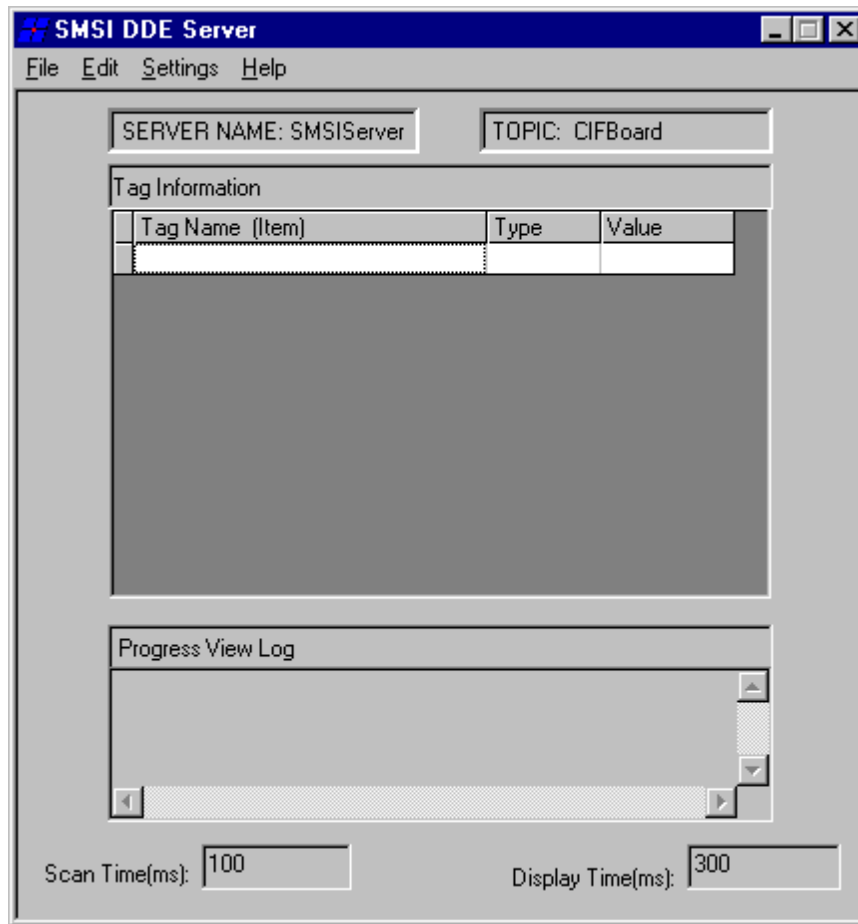 SMSI DDE Server
File Edit Settings Help
SERVER NAME: SMSIServer TOPIC: CIFBoard
Tag Information
Tag Name (Item) Type Value
Progress View Log
Scan Time(ms): 100 Display Time(ms): 300